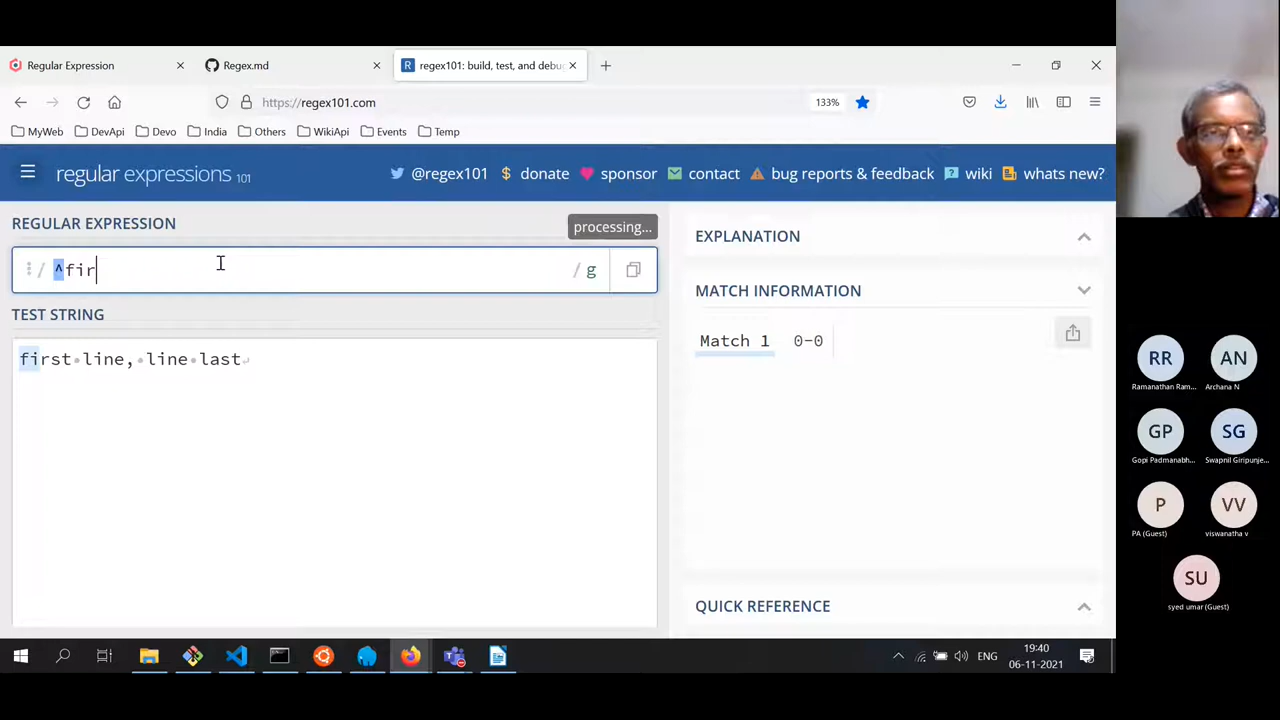 Regular Expression
Regex.md
R regex101: build, test, and debu
https://regex101.com
133%
MyWeb DevApi Devo India Others WikiApi Events Temp
regular expressions 101
@regex101 $ donate sponsor contact bug reports & feedback wiki whats new?
REGULAR EXPRESSION
processing...
/ ^fir / g
TEST STRING
first·line,·line·last
EXPLANATION
MATCH INFORMATION
Match 1 0-0
QUICK REFERENCE
RR AN
Ramanathan Ram... Archana N
GP SG
Gopi Padmanabh... Swapnil Giripunje...
P VV
PA (Guest) viswanatha v
SU
syed umar (Guest)
ENG
19:40
06-11-2021